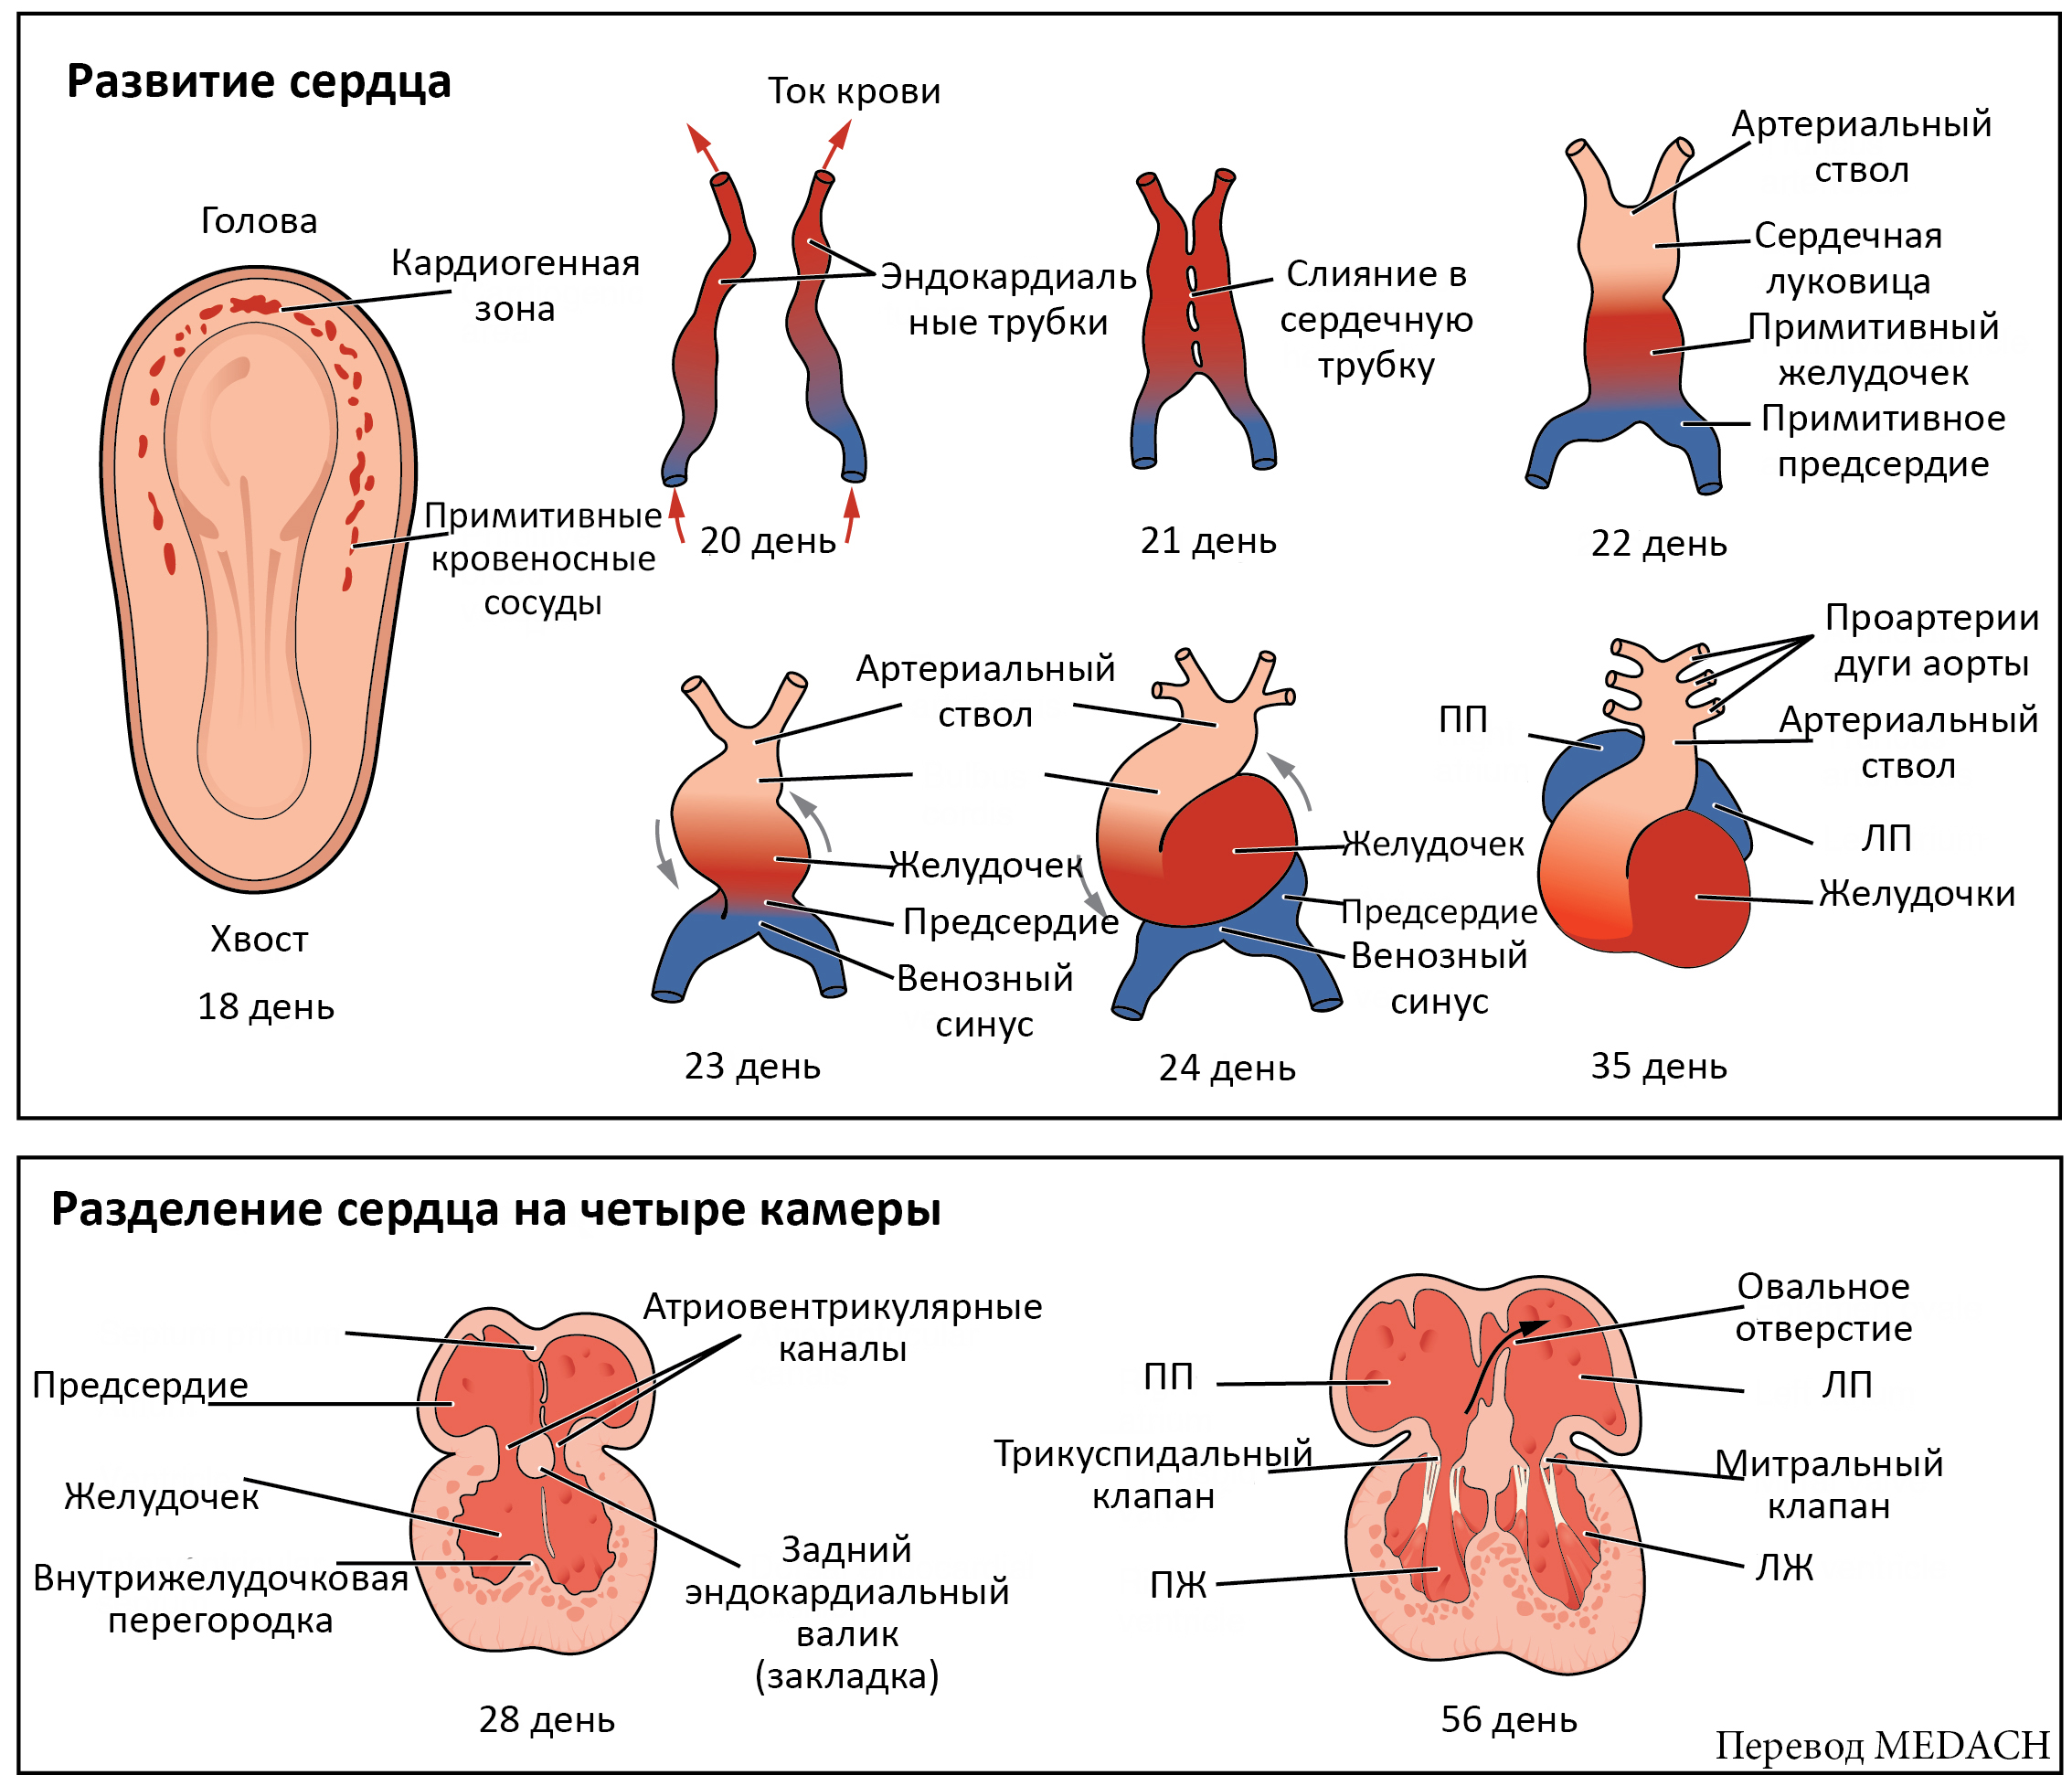 Развитие сердца
Голова
Кардиогенная
зона
Примитивные
кровеносные
сосуды
Хвост
18 день
Ток крови
Эндокардиаль
ные трубки
20 день
Слияние в
сердечную
трубку
21 день
Артериальный
ствол
Сердечная
луковица
Примитивный
желудочек
Примитивное
предсердие
22 день
Артериальный
ствол
Желудочек
Предсердие
Венозный
синус
23 день
Желудочек
Предсердие
Венозный
синус
24 день
Проартерии
дуги аорты
ПП
Артериальный
ствол
ЛП
Желудочки
35 день
Разделение сердца на четыре камеры
Атриовентрикулярные
каналы
Предсердие
Желудочек
Внутрижелудочковая
перегородка
Задний
эндокардиальный
валик
(закладка)
28 день
Овальное
отверстие
ПП
ЛП
Трикуспидальный
клапан
Митральный
клапан
ПЖ
ЛЖ
56 день
Перевод MEDACH